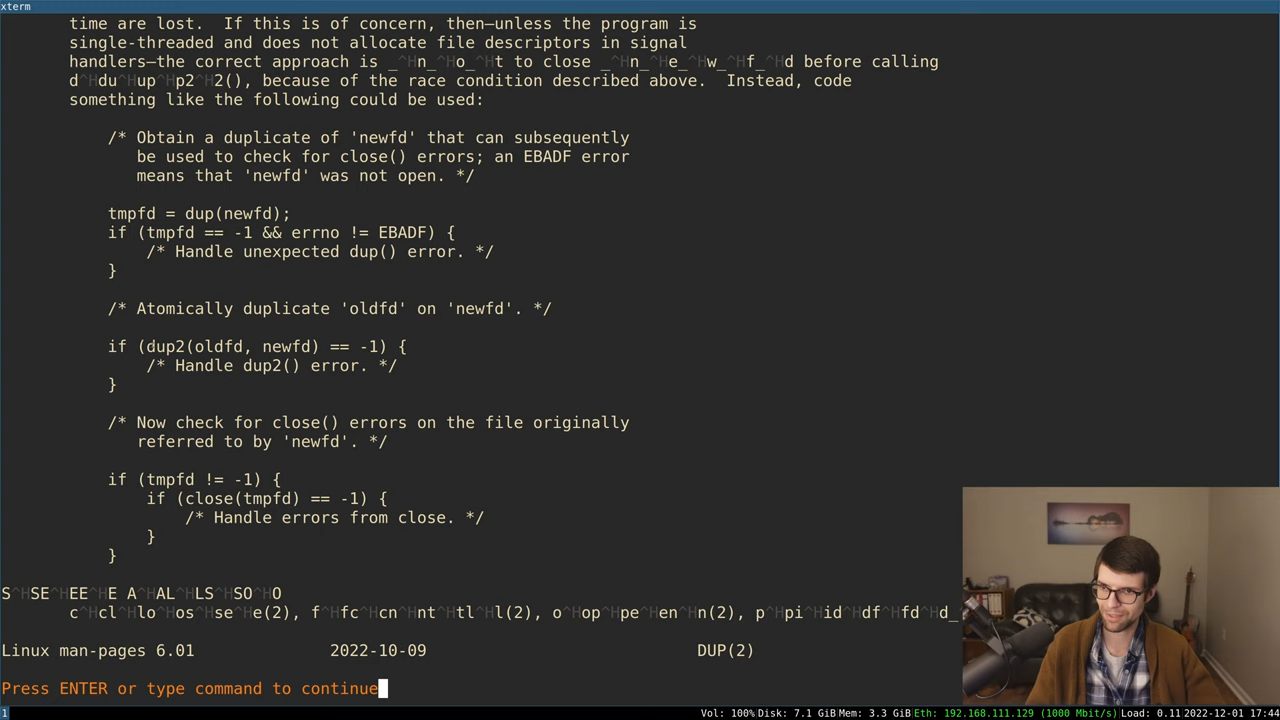 xterm
time are lost.  If this is of concern, then—unless the program is
single-threaded and does not allocate file descriptors in signal
handlers—the correct approach is _^Hn_^Ho_^Ht to close _^Hn_^He_^Hw_^Hf_^Hd before calling
d^Hdu^Hup^Hp2^H2(), because of the race condition described above.  Instead, code
something like the following could be used:
/* Obtain a duplicate of 'newfd' that can subsequently
be used to check for close() errors; an EBADF error
means that 'newfd' was not open. */
tmpfd = dup(newfd);
if (tmpfd == -1 && errno != EBADF) {
/* Handle unexpected dup() error. */
}
/* Atomically duplicate 'oldfd' on 'newfd'. */
if (dup2(oldfd, newfd) == -1) {
/* Handle dup2() error. */
}
/* Now check for close() errors on the file originally
referred to by 'newfd'. */
if (tmpfd != -1) {
if (close(tmpfd) == -1) {
/* Handle errors from close. */
}
}
S^HSE^HEE^HE A^HAL^HLS^HSO^HO
c^Hcl^Hlo^Hos^Hse^He(2), f^Hfc^Hcn^Hnt^Htl^Hl(2), o^Hop^Hpe^Hen^Hn(2), p^Hpi^Hid^Hdf^Hfd^Hd_
Linux man-pages 6.01 2022-10-09 DUP(2)
Press ENTER or type command to continue
1 Vol: 100% Disk: 7.1 GiB Mem: 3.3 GiB Eth: 192.168.111.129 (1000 Mbit/s) Load: 0.11 2022-12-01 17:44